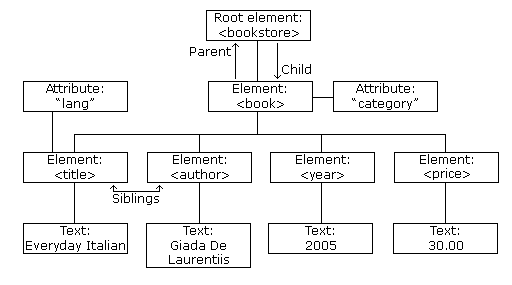 Root element:
<bookstore>
Parent
Child
Attribute:
“lang”
Element:
<book>
Attribute:
“category”
Element:
<title>
Element:
<author>
Element:
<year>
Element:
<price>
Siblings
Text:
Everyday Italian
Text:
Giada De
Laurentiis
Text:
2005
Text:
30.00